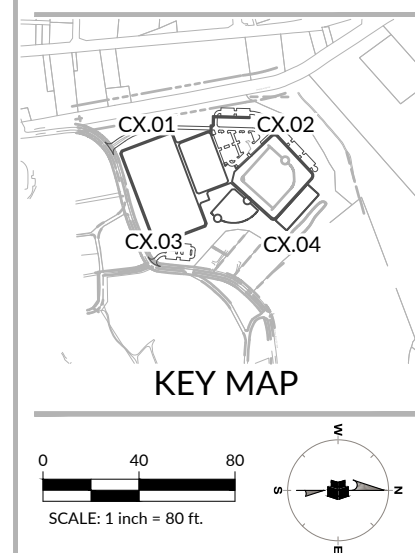 CX.01 CX.02
CX.03 CX.04
KEY MAP
0 40 80
SCALE: 1 inch = 80 ft.
W
S N
E